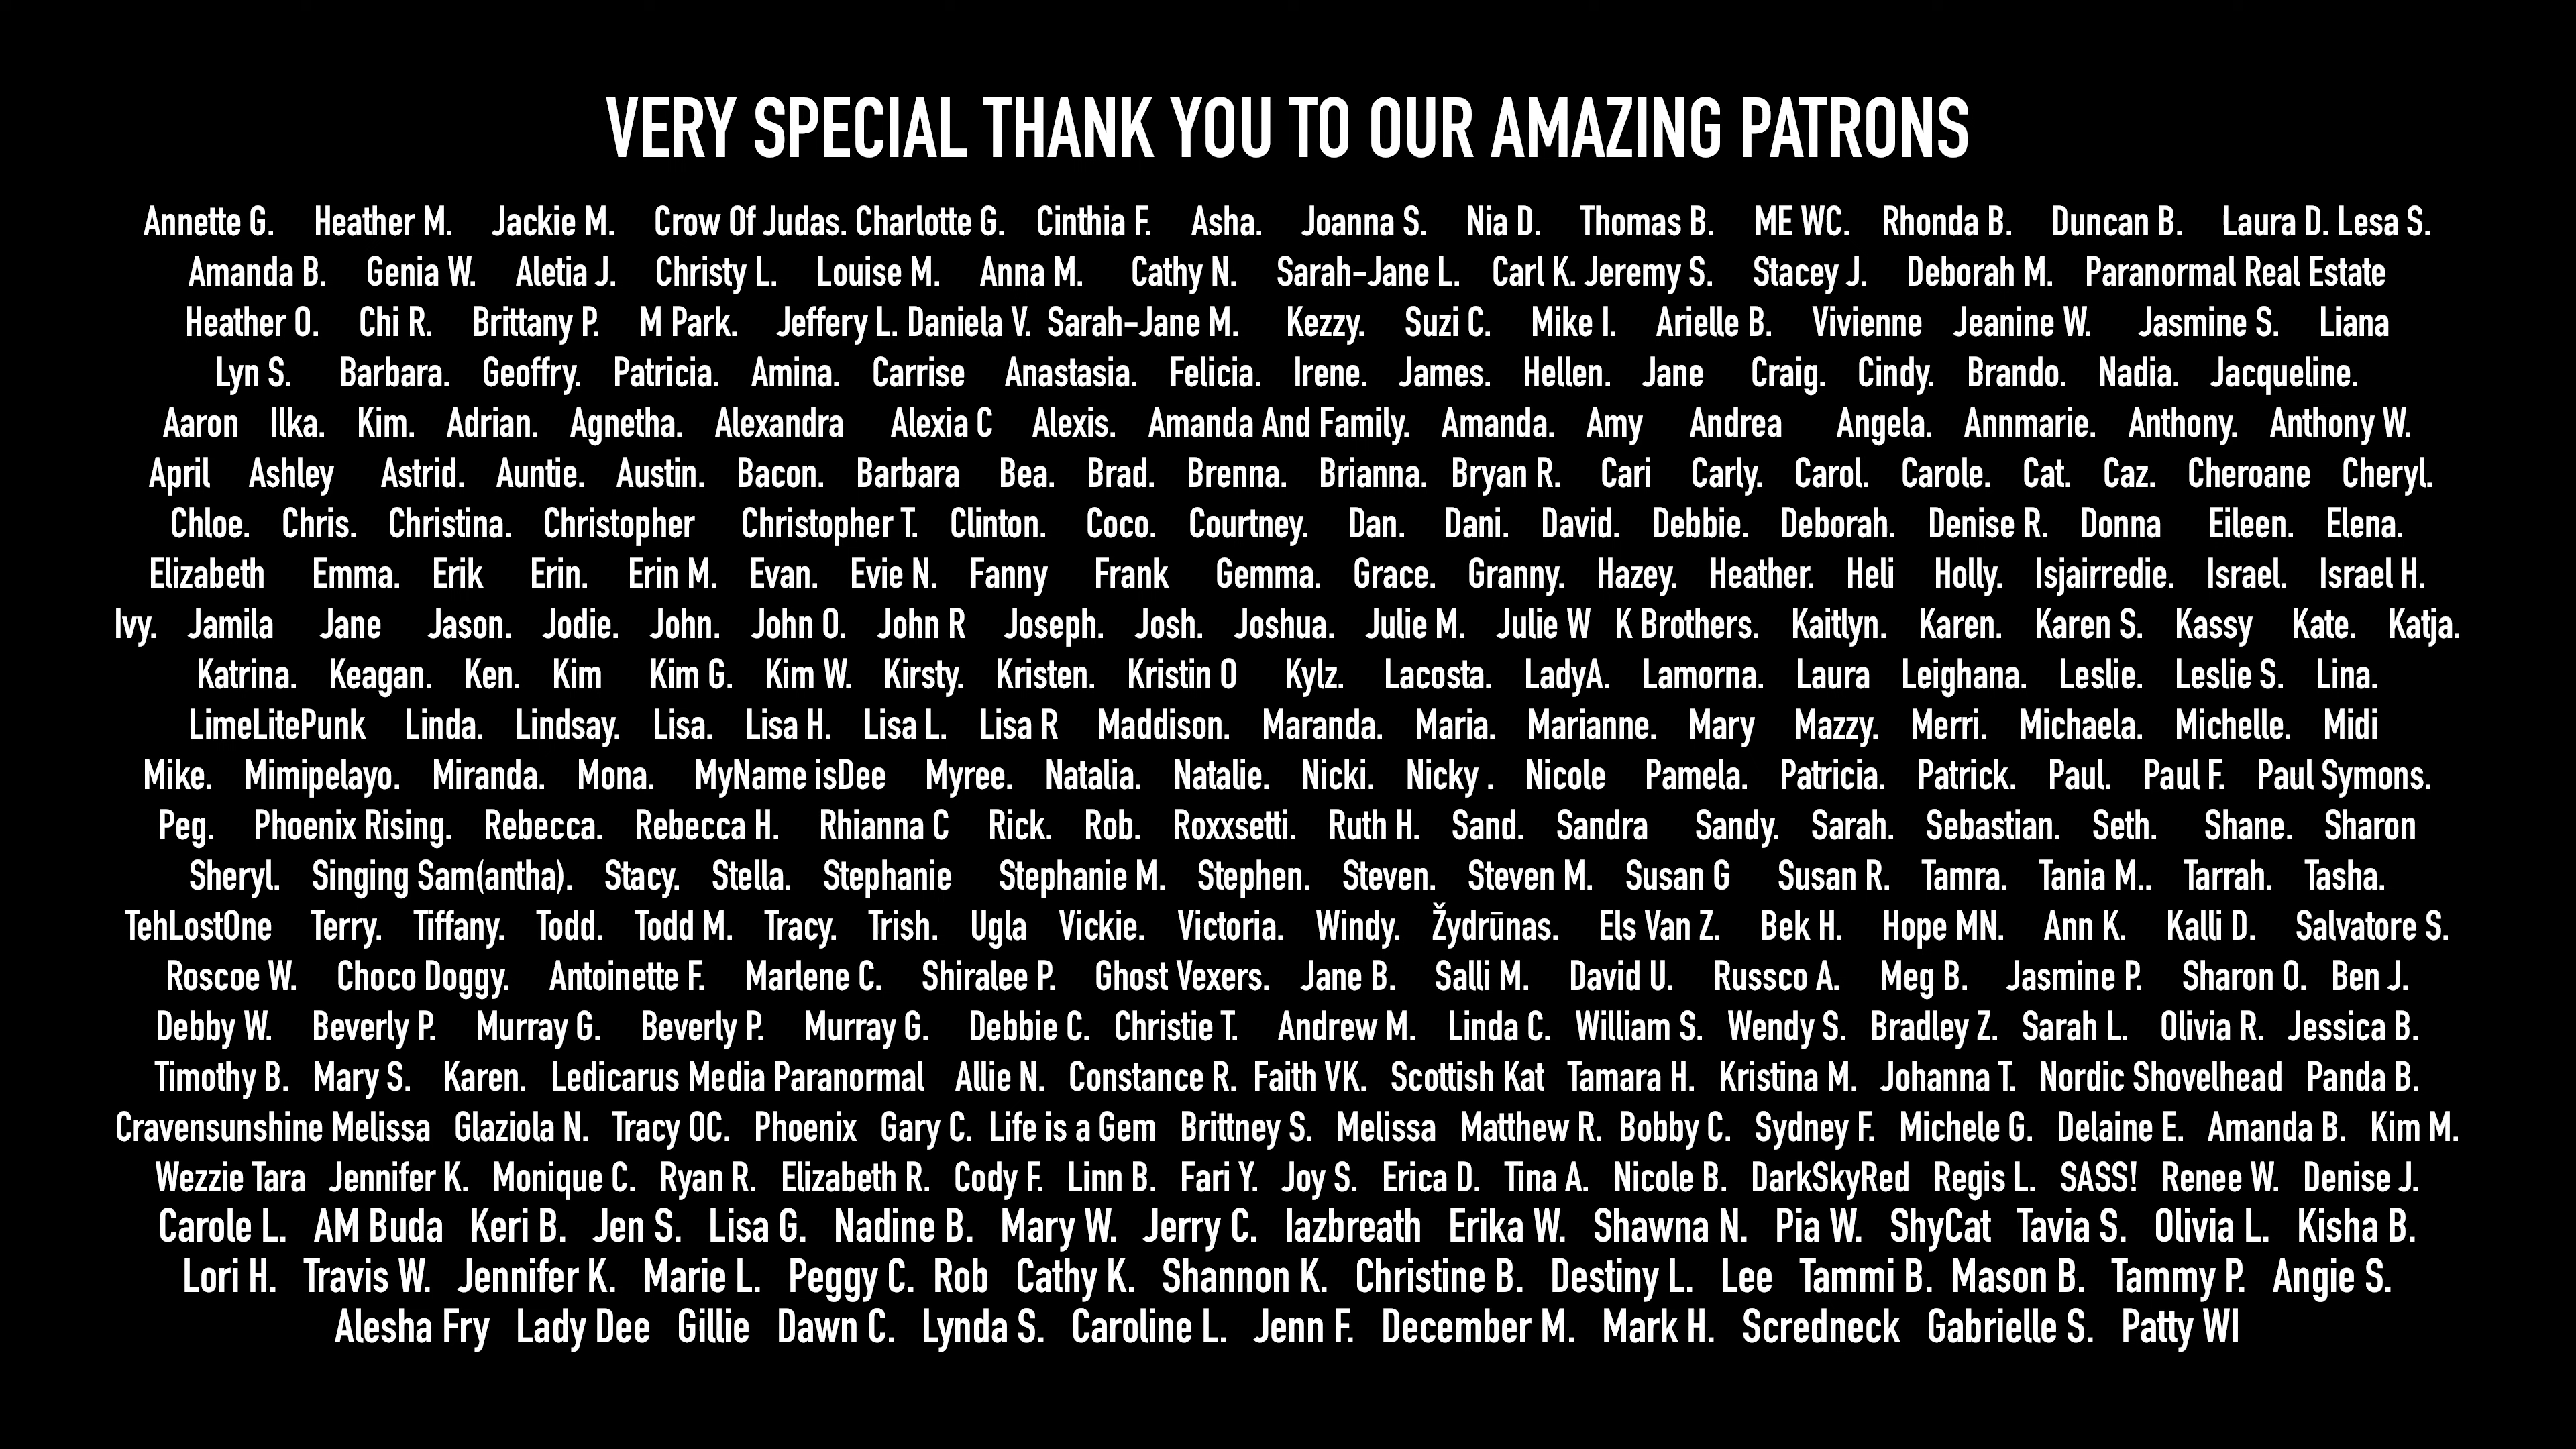 VERY SPECIAL THANK YOU TO OUR AMAZING PATRONS
Annette G. Heather M. Jackie M. Crow Of Judas. Charlotte G. Cinthia F. Asha. Joanna S. Nia D. Thomas B. ME WC. Rhonda B. Duncan B. Laura D. Lesa S.
Amanda B. Genia W. Aletia J. Christy L. Louise M. Anna M. Cathy N. Sarah-Jane L. Carl K. Jeremy S. Stacey J. Deborah M. Paranormal Real Estate
Heather O. Chi R. Brittany P. M Park. Jeffery L. Daniela V. Sarah-Jane M. Kezzy. Suzi C. Mike I. Arielle B. Vivienne Jeanine W. Jasmine S. Liana
Lyn S. Barbara. Geoffry. Patricia. Amina. Carrise Anastasia. Felicia. Irene. James. Hellen. Jane Craig. Cindy. Brando. Nadia. Jacqueline.
Aaron Ilka. Kim. Adrian. Agnetha. Alexandra Alexia C Alexis. Amanda And Family. Amanda. Amy Andrea Angela. Annmarie. Anthony. Anthony W.
April Ashley Astrid. Auntie. Austin. Bacon. Barbara Bea. Brad. Brenna. Brianna. Bryan R. Cari Carly. Carol. Carole. Cat. Caz. Cheroane Cheryl.
Chloe. Chris. Christina. Christopher Christopher T. Clinton. Coco. Courtney. Dan. Dani. David. Debbie. Deborah. Denise R. Donna Eileen. Elena.
Elizabeth Emma. Erik Erin. Erin M. Evan. Evie N. Fanny Frank Gemma. Grace. Granny. Hazey. Heather. Heli Holly. Isjairredie. Israel. Israel H.
Ivy. Jamila Jane Jason. Jodie. John. John O. John R Joseph. Josh. Joshua. Julie M. Julie W K Brothers. Kaitlyn. Karen. Karen S. Kassy Kate. Katja.
Katrina. Keagan. Ken. Kim Kim G. Kim W. Kirsty. Kristen. Kristin O Kylz. Lacosta. LadyA. Lamorna. Laura Leighana. Leslie. Leslie S. Lina.
LimeLitePunk Linda. Lindsay. Lisa. Lisa H. Lisa L. Lisa R Maddison. Maranda. Maria. Marianne. Mary Mazzy. Merri. Michaela. Michelle. Midi
Mike. Mimipelayo. Miranda. Mona. MyName isDee Myree. Natalia. Natalie. Nicki. Nicky . Nicole Pamela. Patricia. Patrick. Paul. Paul F. Paul Symons.
Peg. Phoenix Rising. Rebecca. Rebecca H. Rhianna C Rick. Rob. Roxxsetti. Ruth H. Sand. Sandra Sandy. Sarah. Sebastian. Seth. Shane. Sharon
Sheryl. Singing Sam(antha). Stacy. Stella. Stephanie Stephanie M. Stephen. Steven. Steven M. Susan G Susan R. Tamra. Tania M.. Tarrah. Tasha.
TehLostOne Terry. Tiffany. Todd. Todd M. Tracy. Trish. Ugla Vickie. Victoria. Windy. Žydrūnas. Els Van Z. Bek H. Hope MN. Ann K. Kalli D. Salvatore S.
Roscoe W. Choco Doggy. Antoinette F. Marlene C. Shiralee P. Ghost Vexers. Jane B. Salli M. David U. Russco A. Meg B. Jasmine P. Sharon O. Ben J.
Debby W. Beverly P. Murray G. Beverly P. Murray G. Debbie C. Christie T. Andrew M. Linda C. William S. Wendy S. Bradley Z. Sarah L. Olivia R. Jessica B.
Timothy B. Mary S. Karen. Ledicarus Media Paranormal Allie N. Constance R. Faith VK. Scottish Kat Tamara H. Kristina M. Johanna T. Nordic Shovelhead Panda B.
Cravensunshine Melissa Glaziola N. Tracy OC. Phoenix Gary C. Life is a Gem Brittney S. Melissa Matthew R. Bobby C. Sydney F. Michele G. Delaine E. Amanda B. Kim M.
Wezzie Tara Jennifer K. Monique C. Ryan R. Elizabeth R. Cody F. Linn B. Fari Y. Joy S. Erica D. Tina A. Nicole B. DarkSkyRed Regis L. SASS! Renee W. Denise J.
Carole L. AM Buda Keri B. Jen S. Lisa G. Nadine B. Mary W. Jerry C. Iazbreath Erika W. Shawna N. Pia W. ShyCat Tavia S. Olivia L. Kisha B.
Lori H. Travis W. Jennifer K. Marie L. Peggy C. Rob Cathy K. Shannon K. Christine B. Destiny L. Lee Tammi B. Mason B. Tammy P. Angie S.
Alesha Fry Lady Dee Gillie Dawn C. Lynda S. Caroline L. Jenn F. December M. Mark H. Scredneck Gabrielle S. Patty WI